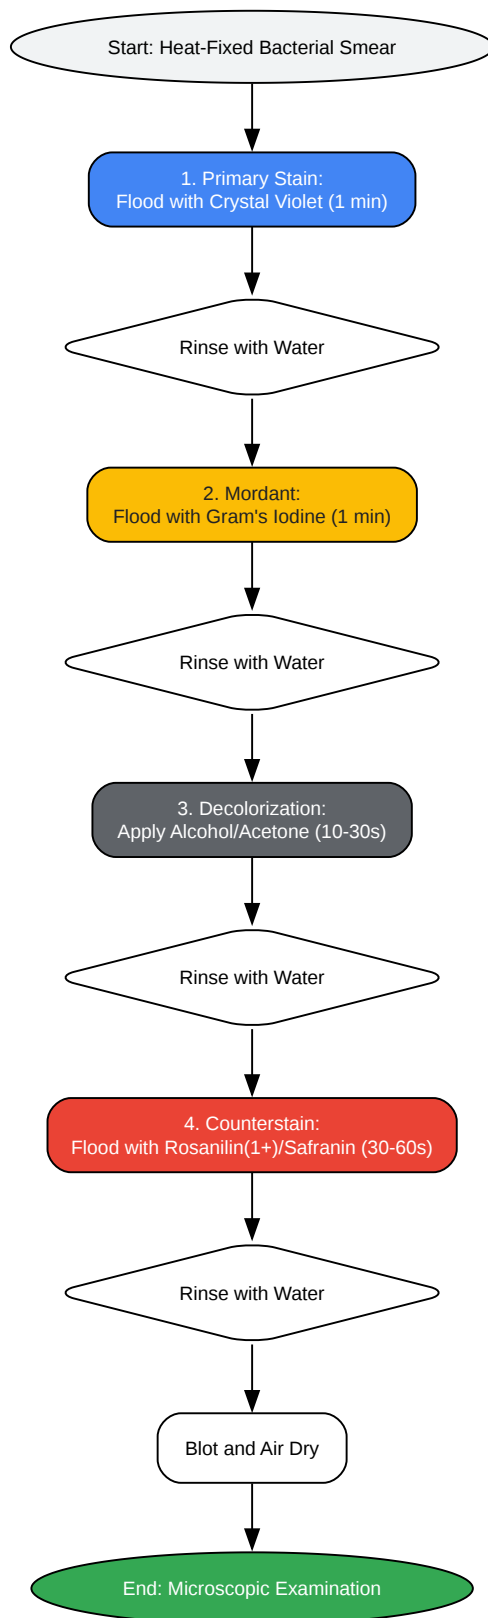 Start: Heat-Fixed Bacterial Smear
1. Primary Stain:
Flood with Crystal Violet (1 min)
Rinse with Water
2. Mordant:
Flood with Gram's Iodine (1 min)
Rinse with Water
3. Decolorization:
Apply Alcohol/Acetone (10-30s)
Rinse with Water
4. Counterstain:
Flood with Rosanilin(1+)/Safranin (30-60s)
Rinse with Water
Blot and Air Dry
End: Microscopic Examination